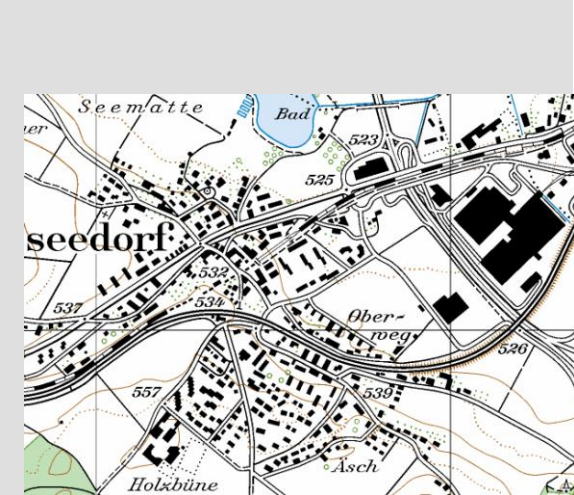 Seematte
Bad
523
525
seedorf
532
537
534
Ober-
weg
526
557
539
Asch
Holzbüne